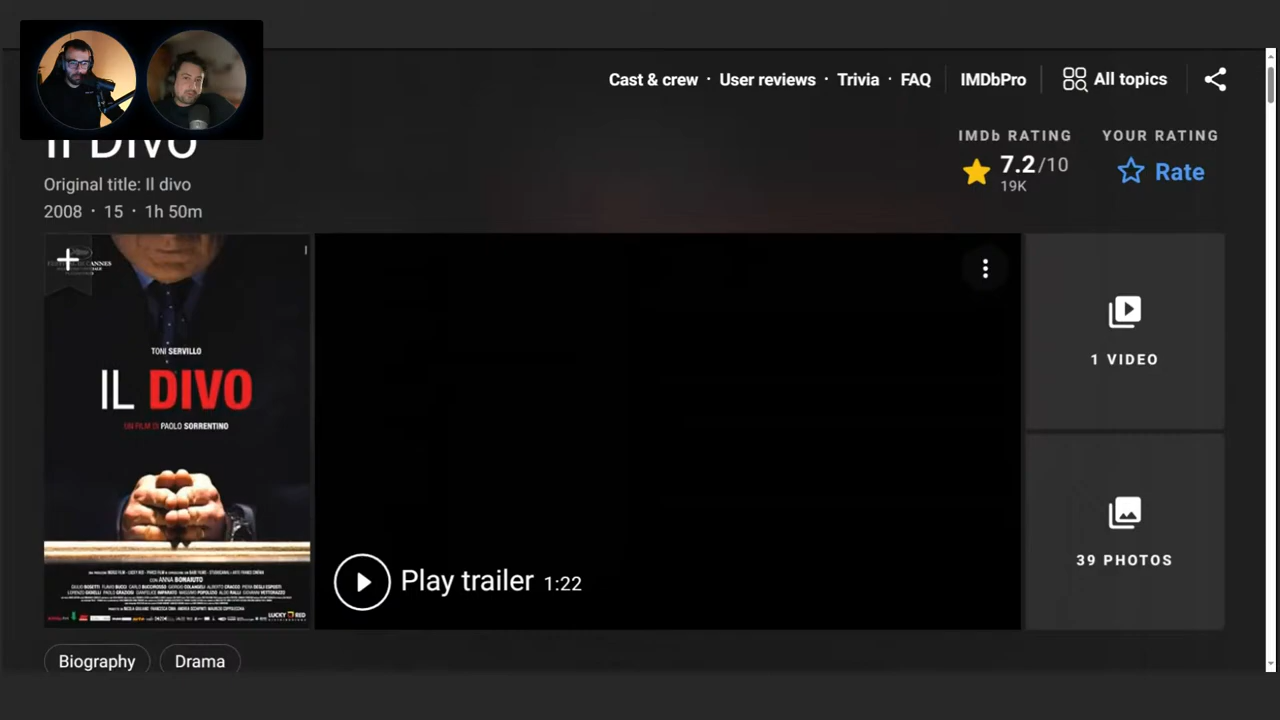 Cast & crew · User reviews · Trivia · FAQ IMDbPro All topics
Il Divo
Original title: Il divo
2008 · 15 · 1h 50m
IMDb RATING
7.2/10
19K
YOUR RATING
Rate
TONI SERVILLO
IL DIVO
UN FILM DI PAOLO SORRENTINO
CON ANNA BONAIUTO
LUCKY RED
Play trailer 1:22
1 VIDEO
39 PHOTOS
Biography
Drama